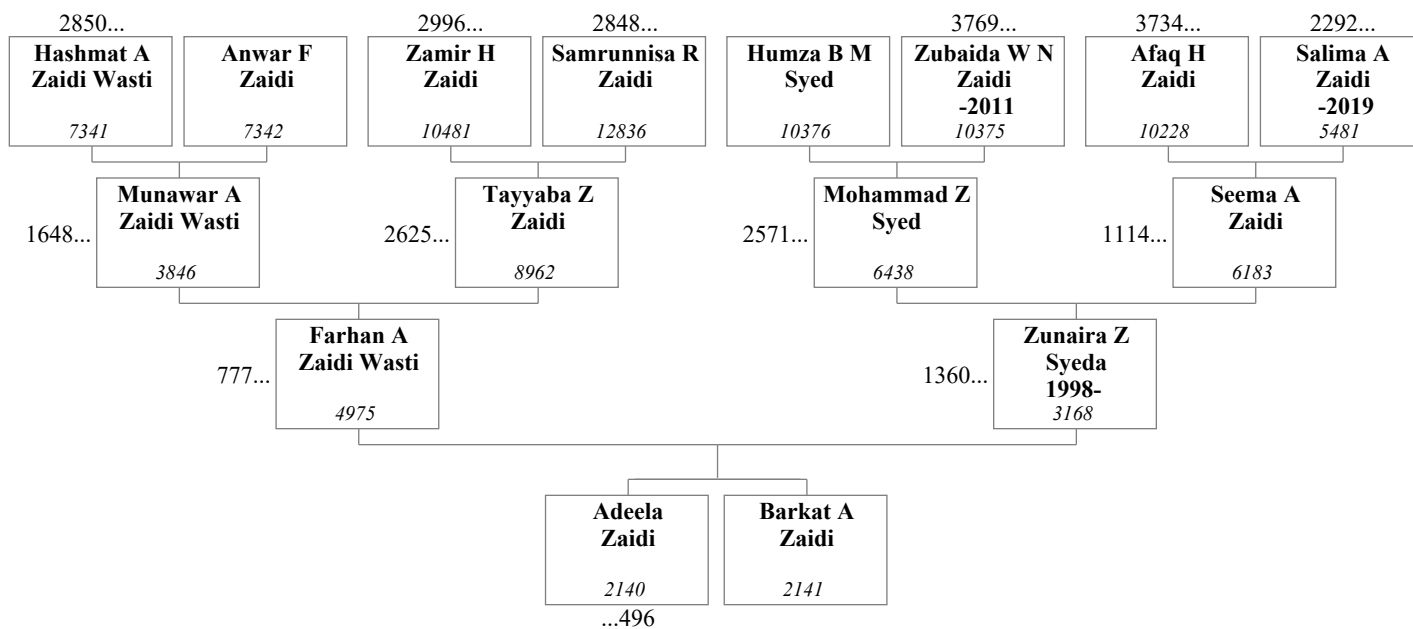 2850...
2996...
2848...
3769...
3734...
2292...
Hashmat A
Zaidi Wasti
7341
Anwar F
Zaidi
7342
Zamir H
Zaidi
10481
Samrunnisa R
Zaidi
12836
Humza B M
Syed
10376
Zubaida W N
Zaidi
-2011
10375
Afaq H
Zaidi
10228
Salima A
Zaidi
-2019
5481
1648...
Munawar A
Zaidi Wasti
3846
2625...
Tayyaba Z
Zaidi
8962
2571...
Mohammad Z
Syed
6438
1114...
Seema A
Zaidi
6183
777...
Farhan A
Zaidi Wasti
4975
1360...
Zunaira Z
Syeda
1998-
3168
Adeela
Zaidi
2140
Barkat A
Zaidi
2141
...496